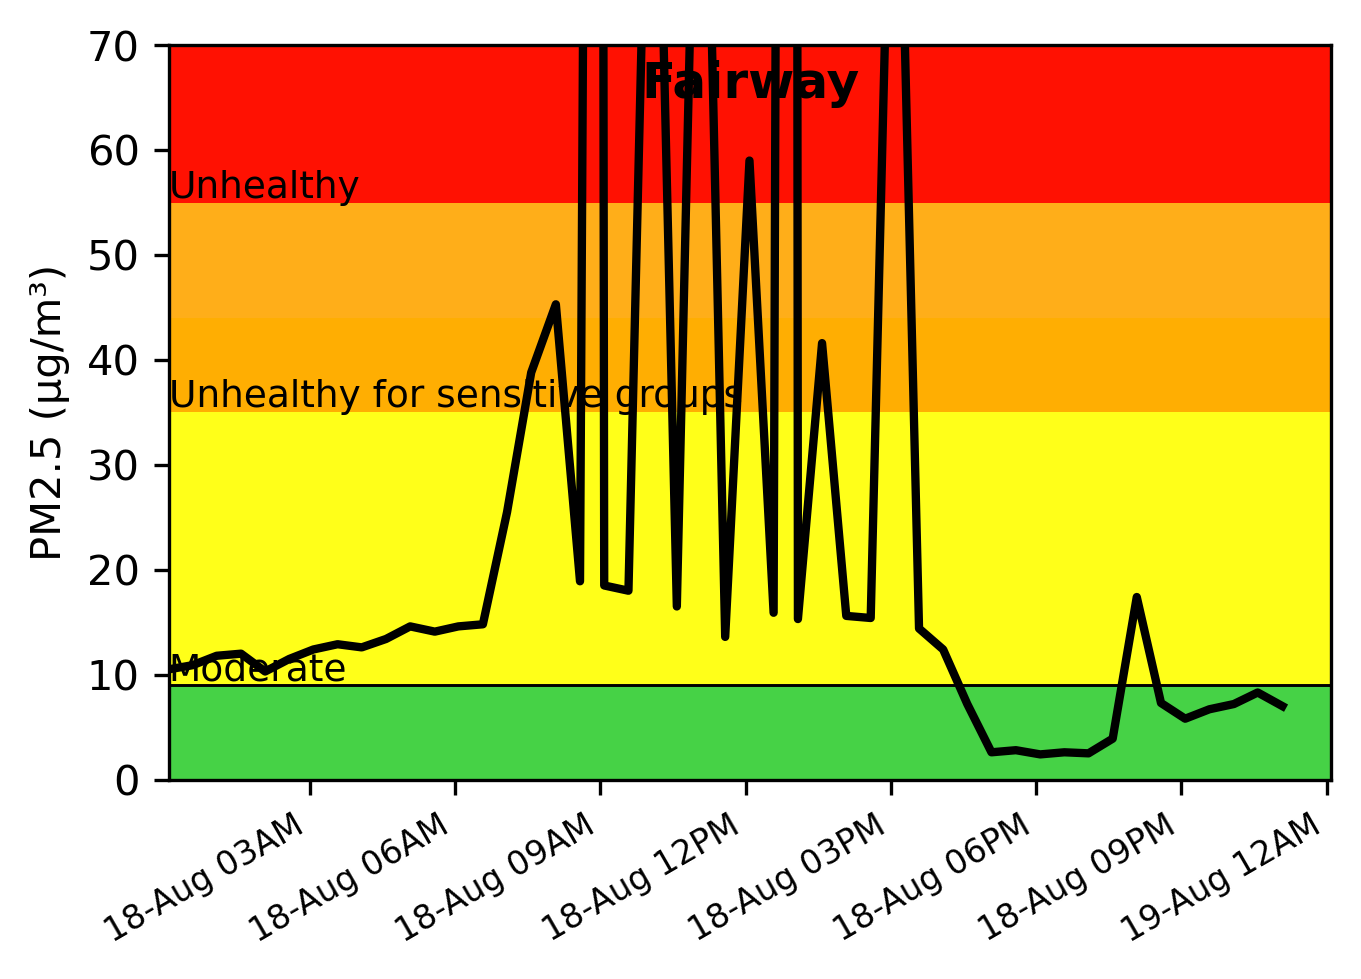 Fairway
PM2.5 (µg/m³)
70
60
50
40
30
20
10
0
Unhealthy
Unhealthy for sensitive groups
Moderate
18-Aug 03AM
18-Aug 06AM
18-Aug 09AM
18-Aug 12PM
18-Aug 03PM
18-Aug 06PM
18-Aug 09PM
19-Aug 12AM